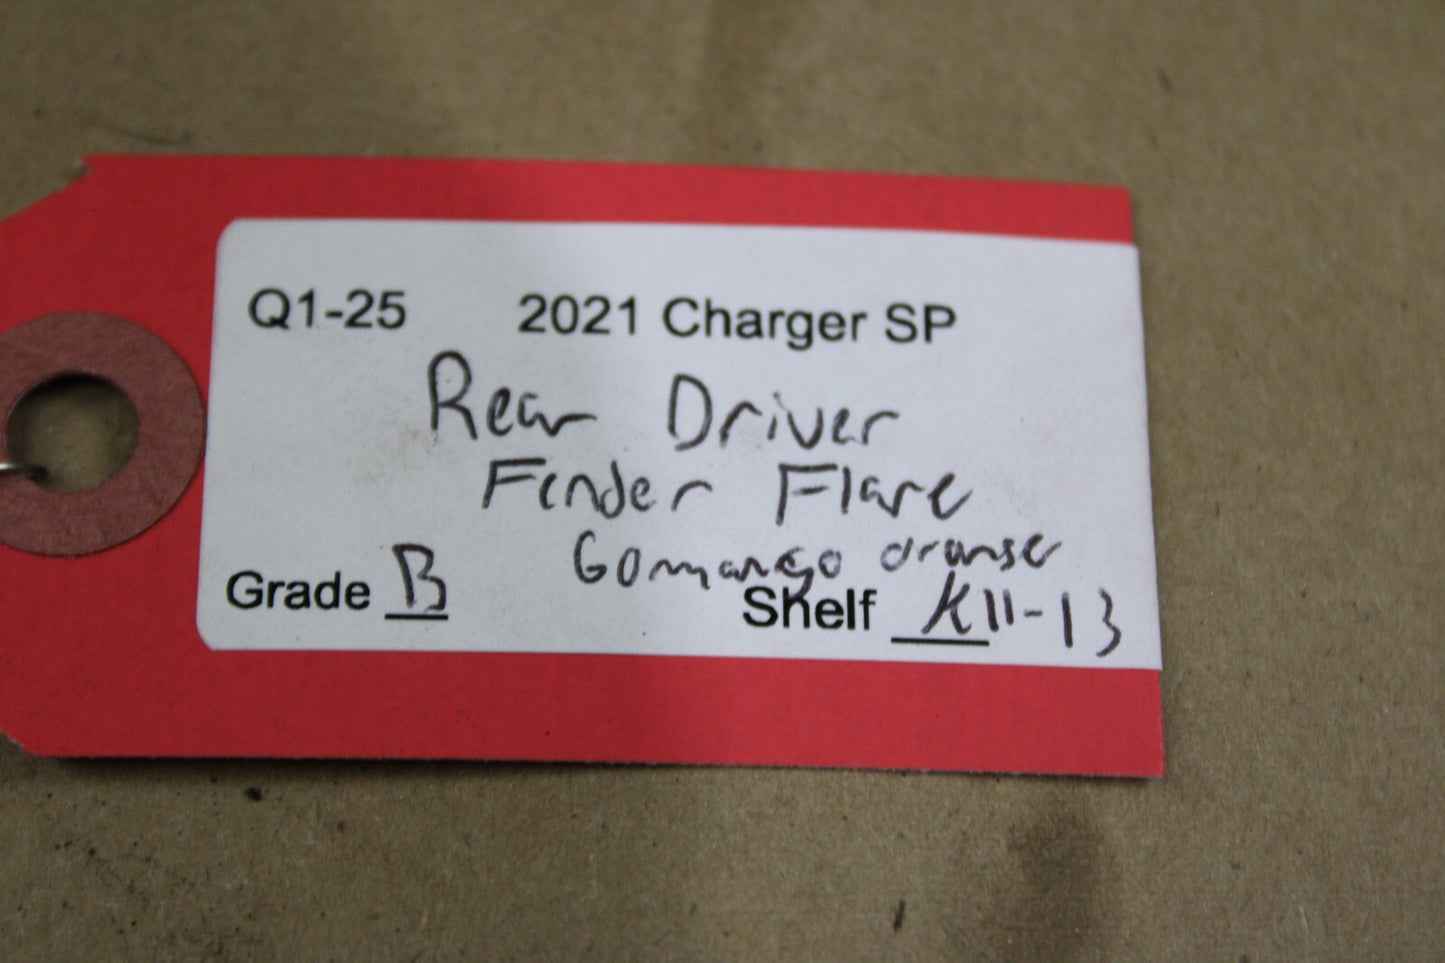 Q1-25 2021 Charger SP
Rear Driver
Fender Flare
Gomango orange
Grade B Shelf K11-13